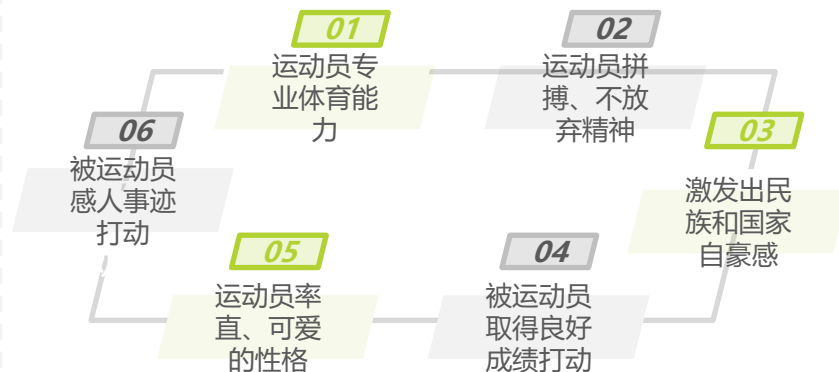 01
运动员专
业体育能
力
02
运动员拼
搏、不放
弃精神
03
激发出民
族和国家
自豪感
04
被运动员
取得良好
成绩打动
05
运动员率
直、可爱
的性格
06
被运动员
感人事迹
打动